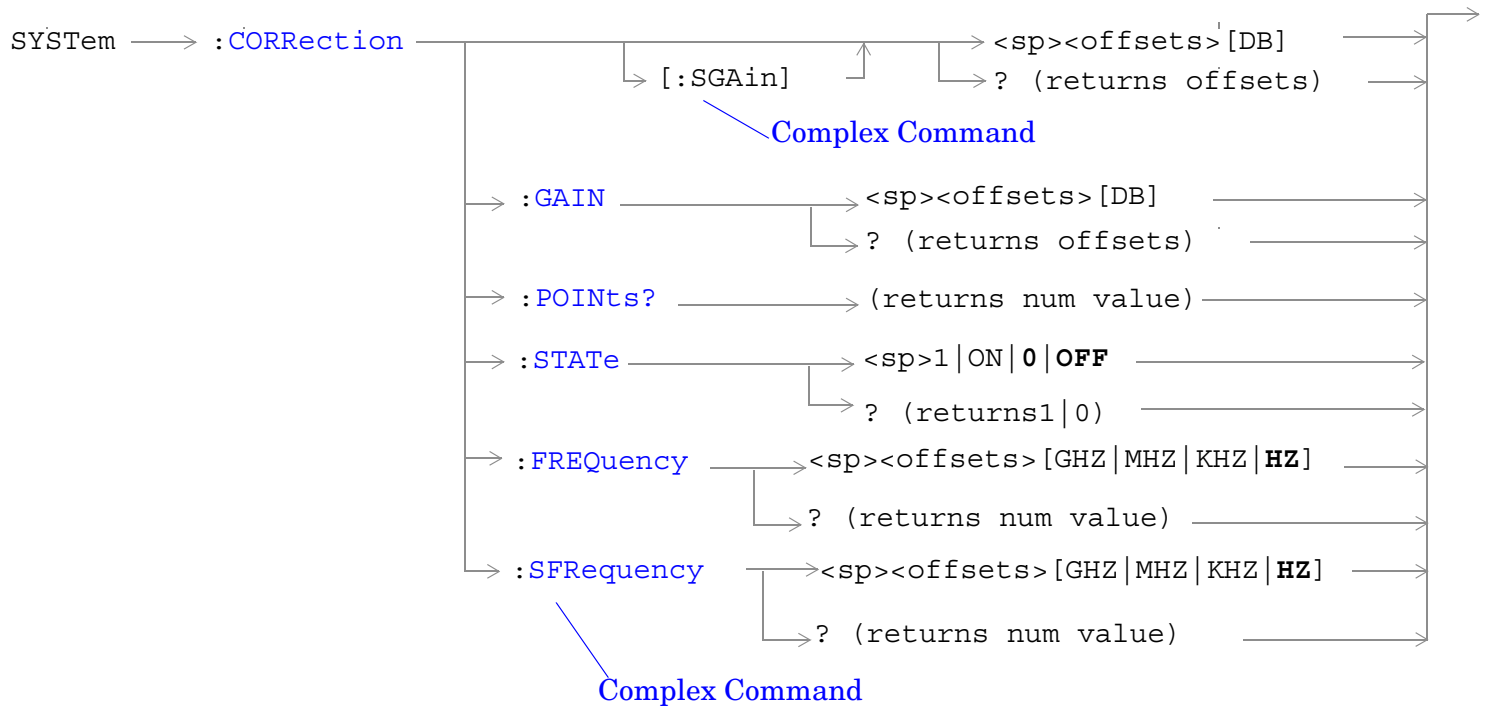 SYSTem :CORRection <sp><offsets>[DB]
[:SGAin] ? (returns offsets)
Complex Command
:GAIN <sp><offsets>[DB]
? (returns offsets)
:POINts? (returns num value)
:STATe <sp>1|ON|0|OFF
? (returns1|0)
:FREQuency <sp><offsets>[GHZ|MHZ|KHZ|HZ]
? (returns num value)
:SFRequency <sp><offsets>[GHZ|MHZ|KHZ|HZ]
? (returns num value)
Complex Command